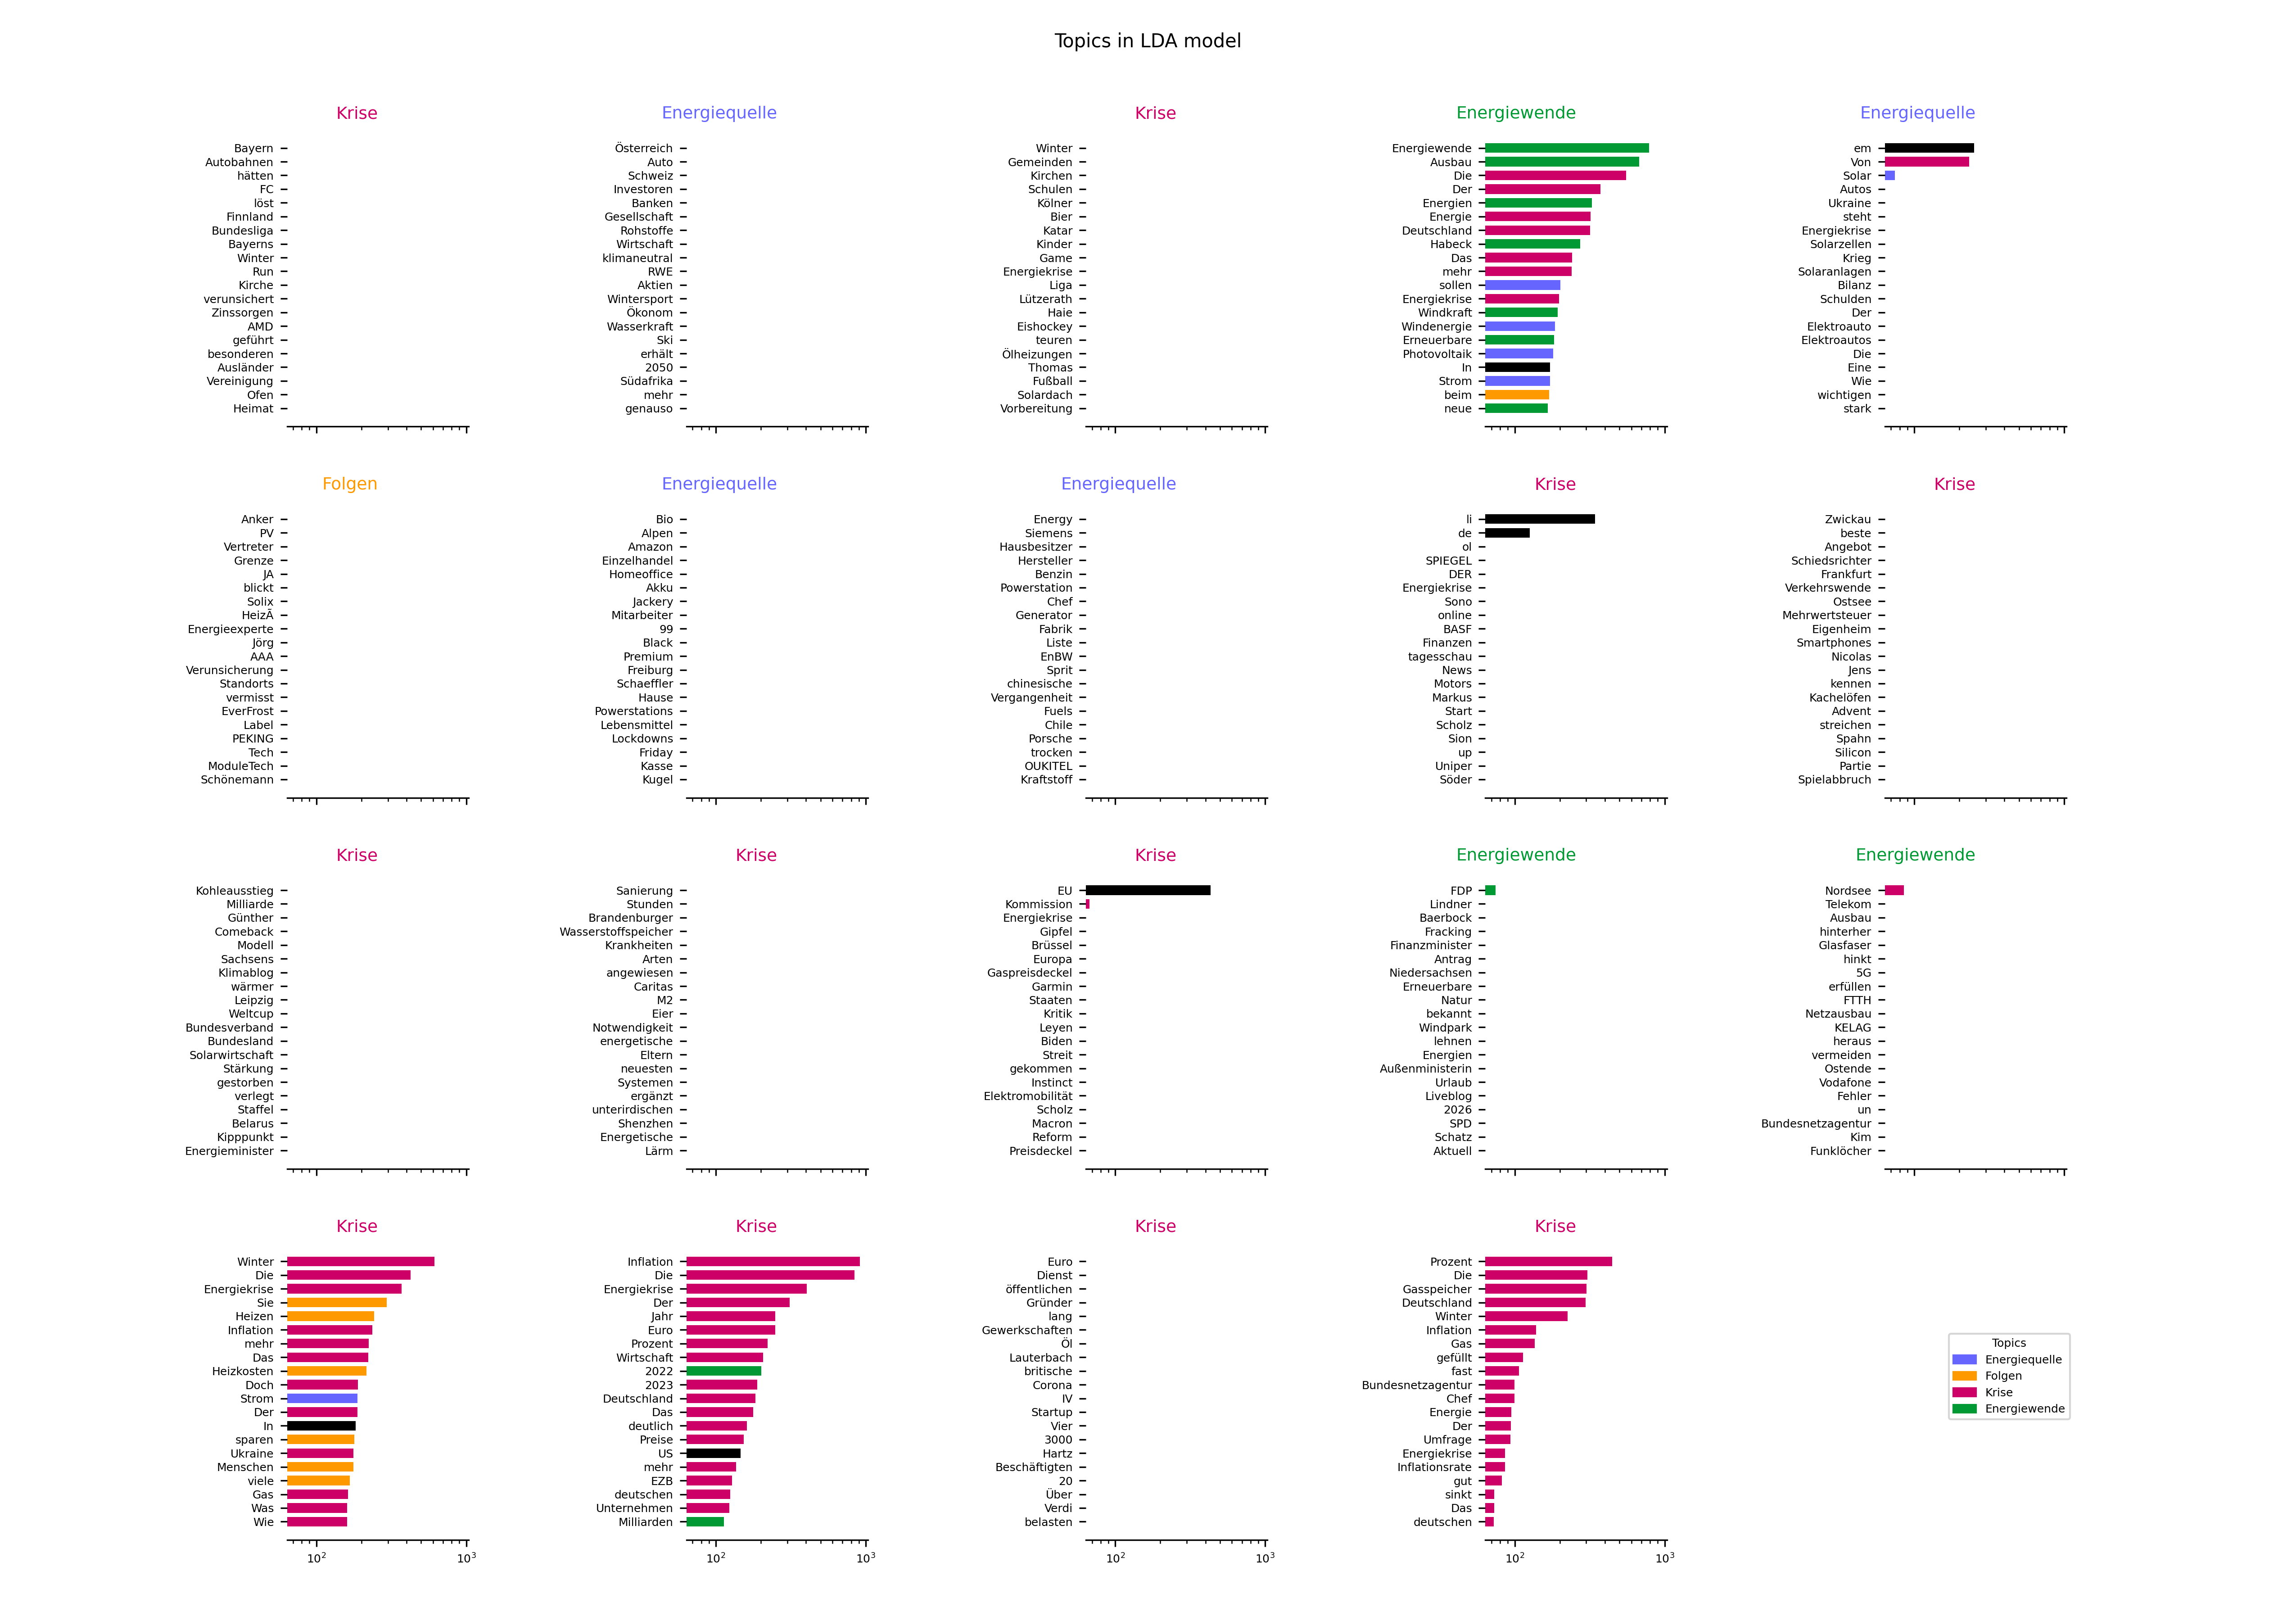 Topics in LDA model
Krise
Bayern
Autobahnen
hätten
FC
löst
Finnland
Bundesliga
Bayerns
Winter
Run
Kirche
verunsichert
Zinssorgen
AMD
geführt
besonderen
Ausländer
Vereinigung
Ofen
Heimat
Energiequelle
Österreich
Auto
Schweiz
Investoren
Banken
Gesellschaft
Rohstoffe
Wirtschaft
klimaneutral
RWE
Aktien
Wintersport
Ökonom
Wasserkraft
Ski
erhält
2050
Südafrika
mehr
genauso
Krise
Winter
Gemeinden
Kirchen
Schulen
Kölner
Bier
Katar
Kinder
Game
Energiekrise
Liga
Lützerath
Haie
Eishockey
teuren
Ölheizungen
Thomas
Fußball
Solardach
Vorbereitung
Energiewende
Energiewende
Ausbau
Die
Der
Energien
Energie
Deutschland
Habeck
Das
mehr
sollen
Energiekrise
Windkraft
Windenergie
Erneuerbare
Photovoltaik
In
Strom
beim
neue
Energiequelle
em
Von
Solar
Autos
Ukraine
steht
Energiekrise
Solarzellen
Krieg
Solaranlagen
Bilanz
Schulden
Der
Elektroauto
Elektroautos
Die
Eine
Wie
wichtigen
stark
Folgen
Anker
PV
Vertreter
Grenze
JA
blickt
Solix
HeizÃ
Energieexperte
Jörg
AAA
Verunsicherung
Standorts
vermisst
EverFrost
Label
PEKING
Tech
ModuleTech
Schönemann
Energiequelle
Bio
Alpen
Amazon
Einzelhandel
Homeoffice
Akku
Jackery
Mitarbeiter
99
Black
Premium
Freiburg
Schaeffler
Hause
Powerstations
Lebensmittel
Lockdowns
Friday
Kasse
Kugel
Energiequelle
Energy
Siemens
Hausbesitzer
Hersteller
Benzin
Powerstation
Chef
Generator
Fabrik
Liste
EnBW
Sprit
chinesische
Vergangenheit
Fuels
Chile
Porsche
trocken
OUKITEL
Kraftstoff
Krise
li
de
ol
SPIEGEL
DER
Energiekrise
Sono
online
BASF
Finanzen
tagesschau
News
Motors
Markus
Start
Scholz
Sion
up
Uniper
Söder
Krise
Zwickau
beste
Angebot
Schiedsrichter
Frankfurt
Verkehrswende
Ostsee
Mehrwertsteuer
Eigenheim
Smartphones
Nicolas
Jens
kennen
Kachelöfen
Advent
streichen
Spahn
Silicon
Partie
Spielabbruch
Krise
Kohleausstieg
Milliarde
Günther
Comeback
Modell
Sachsens
Klimablog
wärmer
Leipzig
Weltcup
Bundesverband
Bundesland
Solarwirtschaft
Stärkung
gestorben
verlegt
Staffel
Belarus
Kipppunkt
Energieminister
Krise
Sanierung
Stunden
Brandenburger
Wasserstoffspeicher
Krankheiten
Arten
angewiesen
Caritas
M2
Eier
Notwendigkeit
energetische
Eltern
neuesten
Systemen
ergänzt
unterirdischen
Shenzhen
Energetische
Lärm
Krise
EU
Kommission
Energiekrise
Gipfel
Brüssel
Europa
Gaspreisdeckel
Garmin
Staaten
Kritik
Leyen
Biden
Streit
gekommen
Instinct
Elektromobilität
Scholz
Macron
Reform
Preisdeckel
Energiewende
FDP
Lindner
Baerbock
Fracking
Finanzminister
Antrag
Niedersachsen
Erneuerbare
Natur
bekannt
Windpark
lehnen
Energien
Außenministerin
Urlaub
Liveblog
2026
SPD
Schatz
Aktuell
Energiewende
Nordsee
Telekom
Ausbau
hinterher
Glasfaser
hinkt
5G
erfüllen
FTTH
Netzausbau
KELAG
heraus
vermeiden
Ostende
Vodafone
Fehler
un
Bundesnetzagentur
Kim
Funklöcher
Krise
Winter
Die
Energiekrise
Sie
Heizen
Inflation
mehr
Das
Heizkosten
Doch
Strom
Der
In
sparen
Ukraine
Menschen
viele
Gas
Was
Wie
10²
10³
Krise
Inflation
Die
Energiekrise
Der
Jahr
Euro
Prozent
Wirtschaft
2022
2023
Deutschland
Das
deutlich
Preise
US
mehr
EZB
deutschen
Unternehmen
Milliarden
10²
10³
Krise
Euro
Dienst
öffentlichen
Gründer
lang
Gewerkschaften
Öl
Lauterbach
britische
Corona
IV
Startup
Vier
3000
Hartz
Beschäftigten
20
Über
Verdi
belasten
10²
10³
Krise
Prozent
Die
Gasspeicher
Deutschland
Winter
Inflation
Gas
gefüllt
fast
Bundesnetzagentur
Chef
Energie
Der
Umfrage
Energiekrise
Inflationsrate
gut
sinkt
Das
deutschen
10²
10³
Topics
Energiequelle
Folgen
Krise
Energiewende